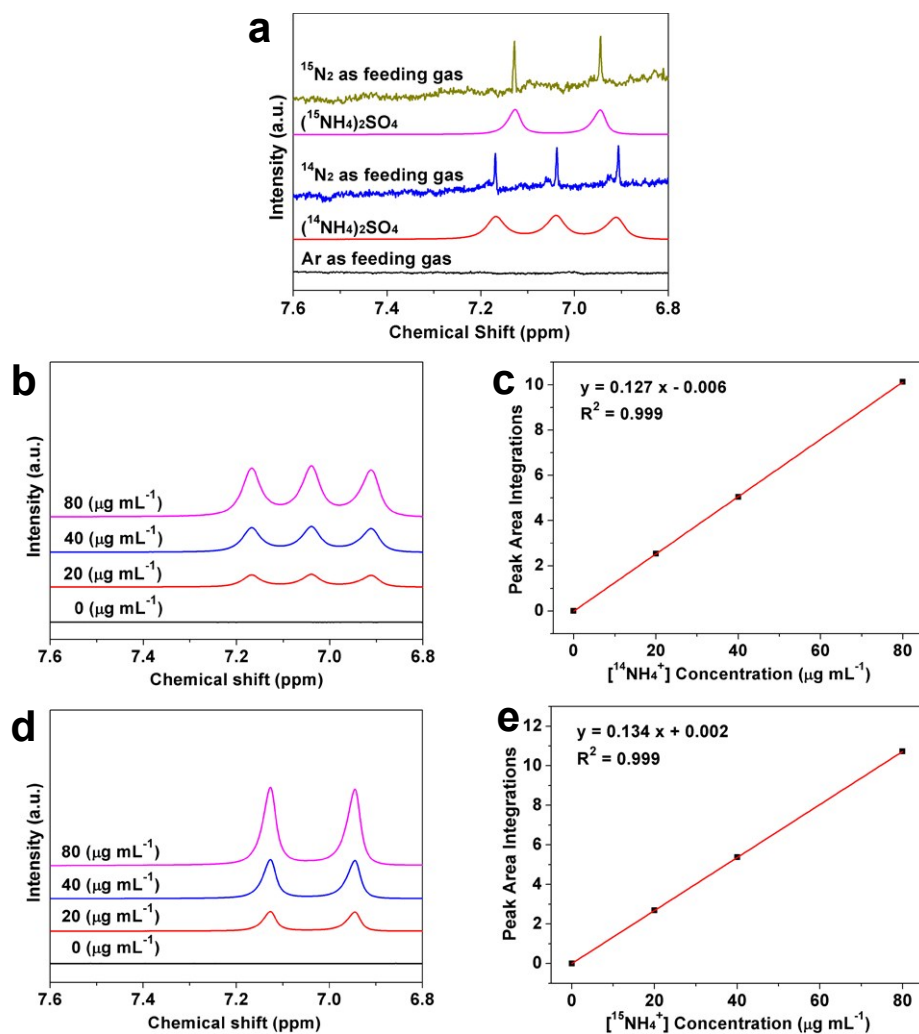 a
Intensity (a.u.)
¹⁵N₂ as feeding gas
(¹⁵NH₄)₂SO₄
¹⁴N₂ as feeding gas
(¹⁴NH₄)₂SO₄
Ar as feeding gas
7.6 7.4 7.2 7.0 6.8
Chemical Shift (ppm)
b
Intensity (a.u.)
80 (μg mL⁻¹)
40 (μg mL⁻¹)
20 (μg mL⁻¹)
0 (μg mL⁻¹)
7.6 7.4 7.2 7.0 6.8
Chemical shift (ppm)
c
Peak Area Integrations
y = 0.127 x - 0.006
R² = 0.999
10
8
6
4
2
0
0 20 40 60 80
[¹⁴NH₄⁺] Concentration (μg mL⁻¹)
d
Intensity (a.u.)
80 (μg mL⁻¹)
40 (μg mL⁻¹)
20 (μg mL⁻¹)
0 (μg mL⁻¹)
7.6 7.4 7.2 7.0 6.8
Chemical shift (ppm)
e
Peak Area Integrations
y = 0.134 x + 0.002
R² = 0.999
12
10
8
6
4
2
0
0 20 40 60 80
[¹⁵NH₄⁺] Concentration (μg mL⁻¹)